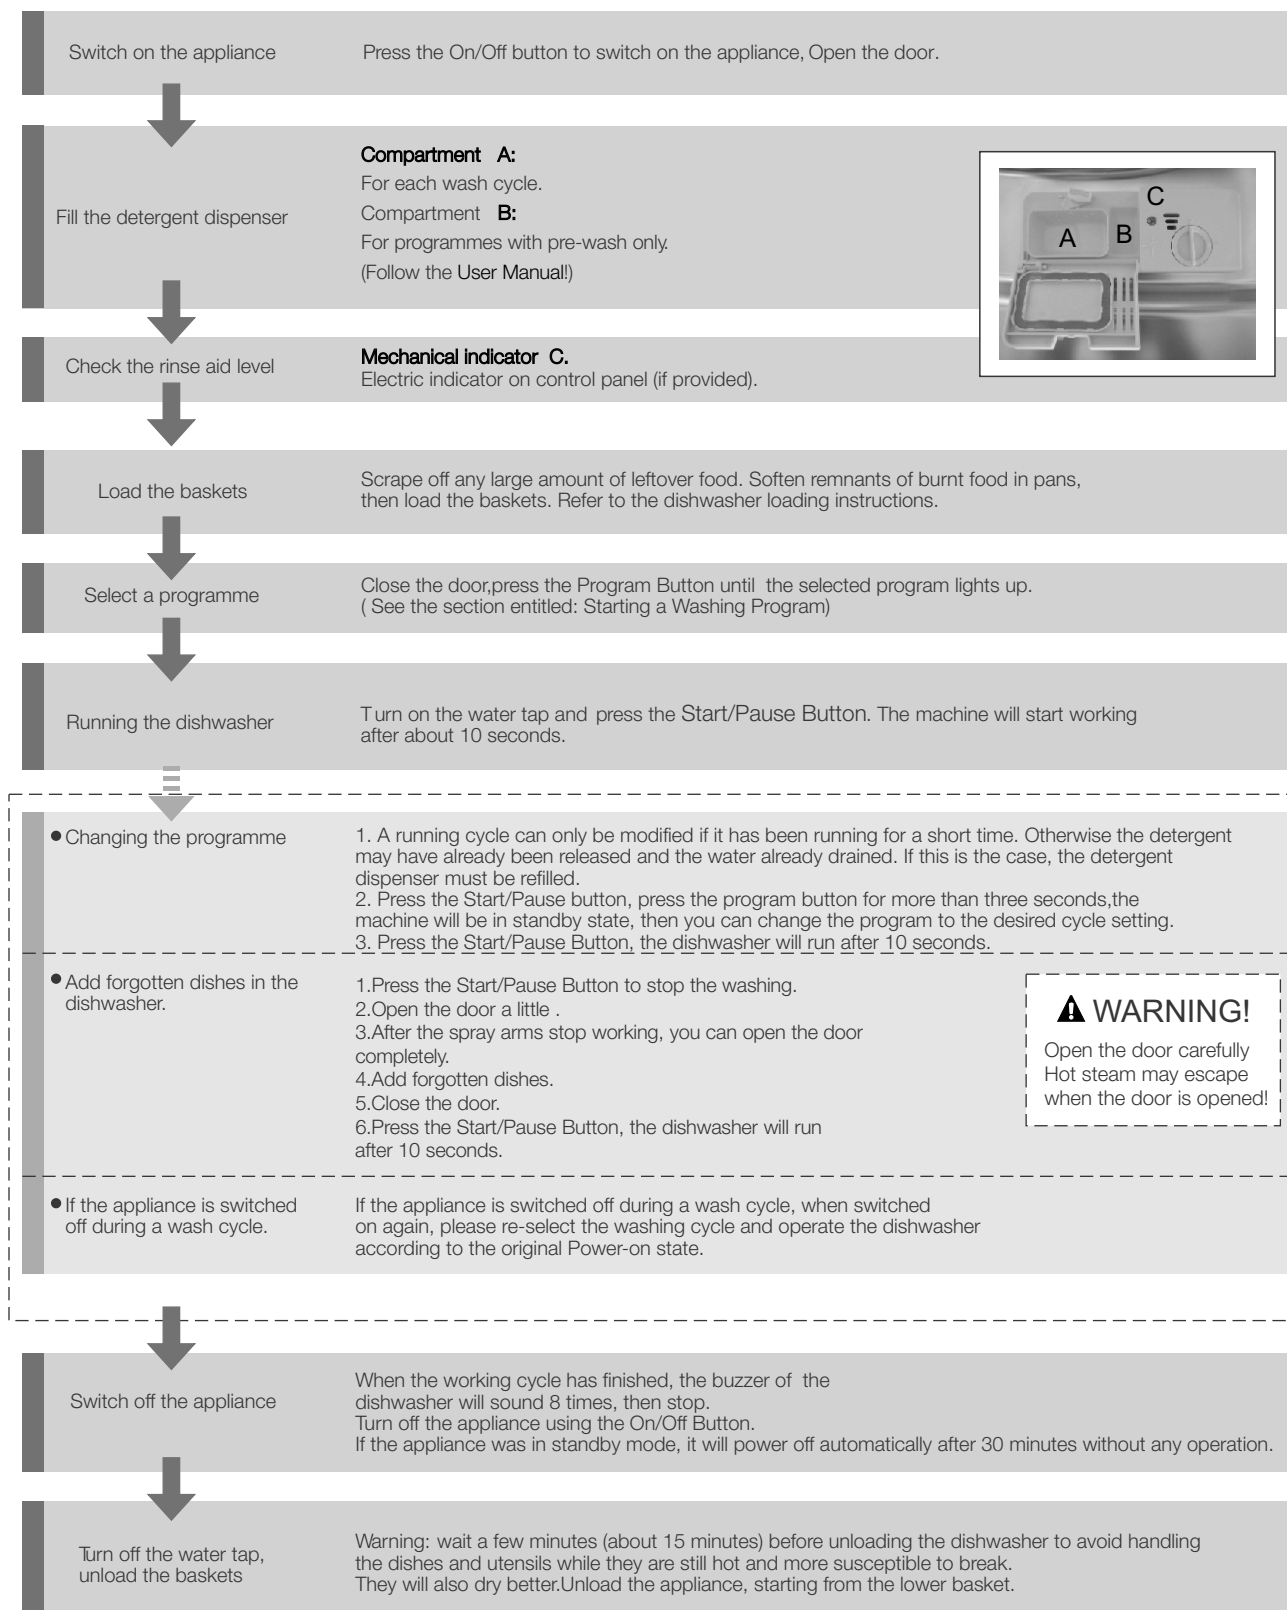 Switch on the appliance
Press the On/Off button to switch on the appliance, Open the door.
Fill the detergent dispenser
Compartment A:
For each wash cycle.
Compartment B:
For programmes with pre-wash only.
(Follow the User Manual!)
A
B
C
Check the rinse aid level
Mechanical indicator C.
Electric indicator on control panel (if provided).
Load the baskets
Scrape off any large amount of leftover food. Soften remnants of burnt food in pans,
then load the baskets. Refer to the dishwasher loading instructions.
Select a programme
Close the door,press the Program Button until the selected program lights up.
( See the section entitled: Starting a Washing Program)
Running the dishwasher
Turn on the water tap and press the Start/Pause Button. The machine will start working
after about 10 seconds.
● Changing the programme
1. A running cycle can only be modified if it has been running for a short time. Otherwise the detergent
may have already been released and the water already drained. If this is the case, the detergent
dispenser must be refilled.
2. Press the Start/Pause button, press the program button for more than three seconds,the
machine will be in standby state, then you can change the program to the desired cycle setting.
3. Press the Start/Pause Button, the dishwasher will run after 10 seconds.
● Add forgotten dishes in the
dishwasher.
1.Press the Start/Pause Button to stop the washing.
2.Open the door a little .
3.After the spray arms stop working, you can open the door
completely.
4.Add forgotten dishes.
5.Close the door.
6.Press the Start/Pause Button, the dishwasher will run
after 10 seconds.
WARNING!
Open the door carefully
Hot steam may escape
when the door is opened!
● If the appliance is switched
off during a wash cycle.
If the appliance is switched off during a wash cycle, when switched
on again, please re-select the washing cycle and operate the dishwasher
according to the original Power-on state.
Switch off the appliance
When the working cycle has finished, the buzzer of the
dishwasher will sound 8 times, then stop.
Turn off the appliance using the On/Off Button.
If the appliance was in standby mode, it will power off automatically after 30 minutes without any operation.
Turn off the water tap,
unload the baskets
Warning: wait a few minutes (about 15 minutes) before unloading the dishwasher to avoid handling
the dishes and utensils while they are still hot and more susceptible to break.
They will also dry better.Unload the appliance, starting from the lower basket.